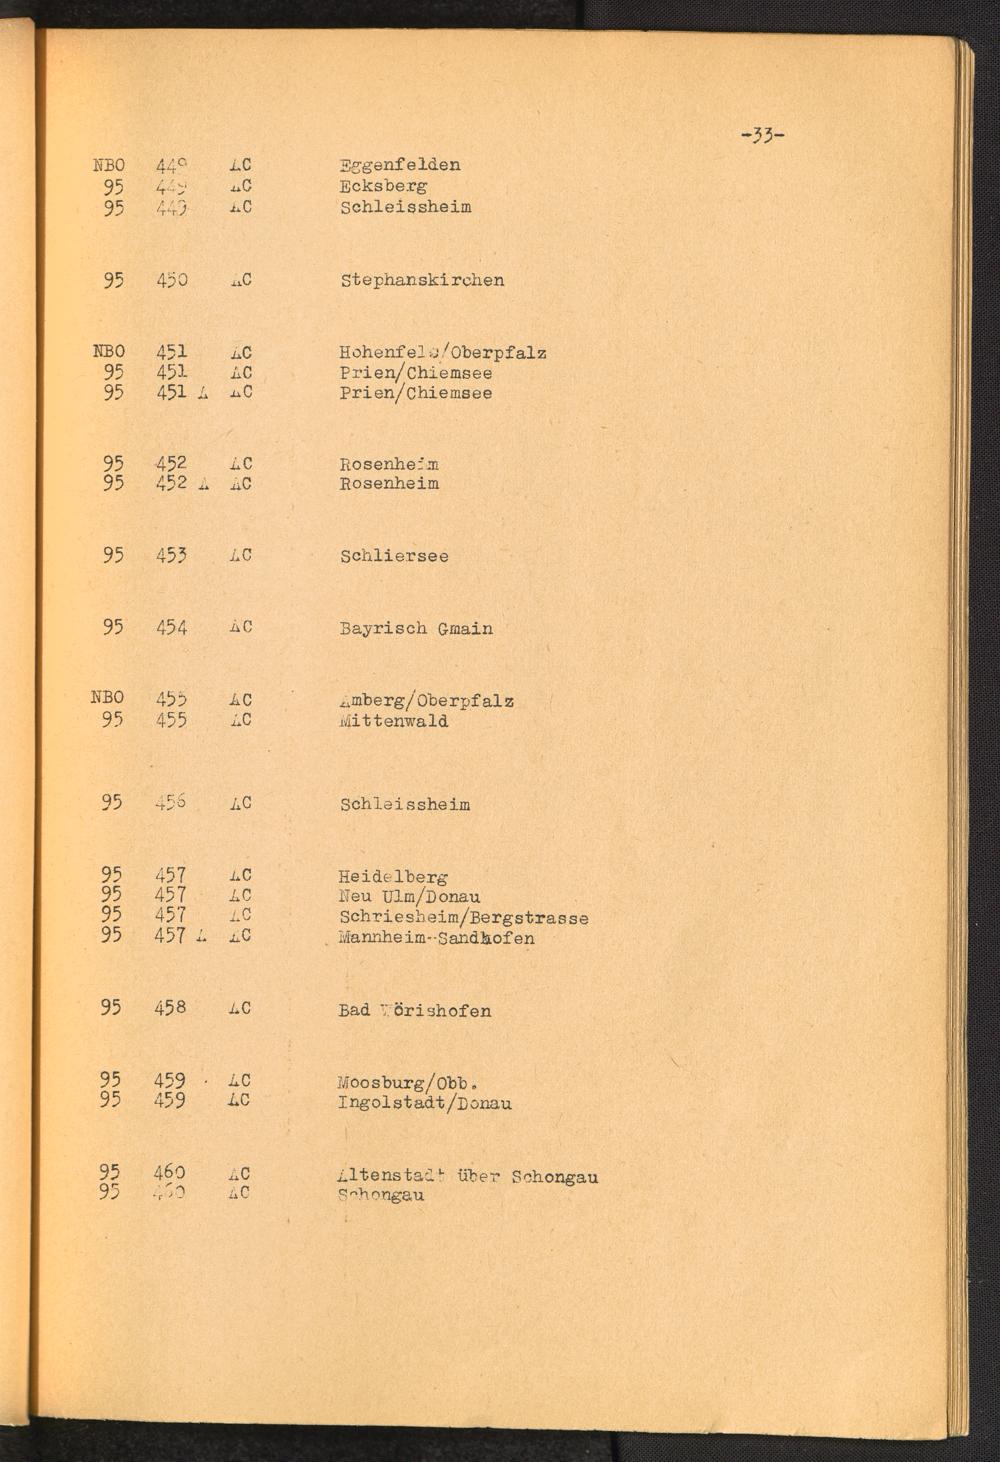 -33-
NBO 449 AC Eggenfelden
95 449 AC Ecksberg
95 449 AC Schleissheim
95 450 AC Stephanskirchen
NBO 451 AC Hohenfels/Oberpfalz
95 451 AC Prien/Chiemsee
95 451 A AC Prien/Chiemsee
95 452 AC Rosenheim
95 452 A AC Rosenheim
95 453 AC Schliersee
95 454 AC Bayrisch Gmain
NBO 455 AC Amberg/Oberpfalz
95 455 AC Mittenwald
95 456 AC Schleissheim
95 457 AC Heidelberg
95 457 AC Neu Ulm/Donau
95 457 AC Schriesheim/Bergstrasse
95 457 A AC Mannheim-Sandhofen
95 458 AC Bad Wörishofen
95 459 AC Moosburg/Obb.
95 459 AC Ingolstadt/Donau
95 460 AC Altenstadt über Schongau
95 460 AC Schongau